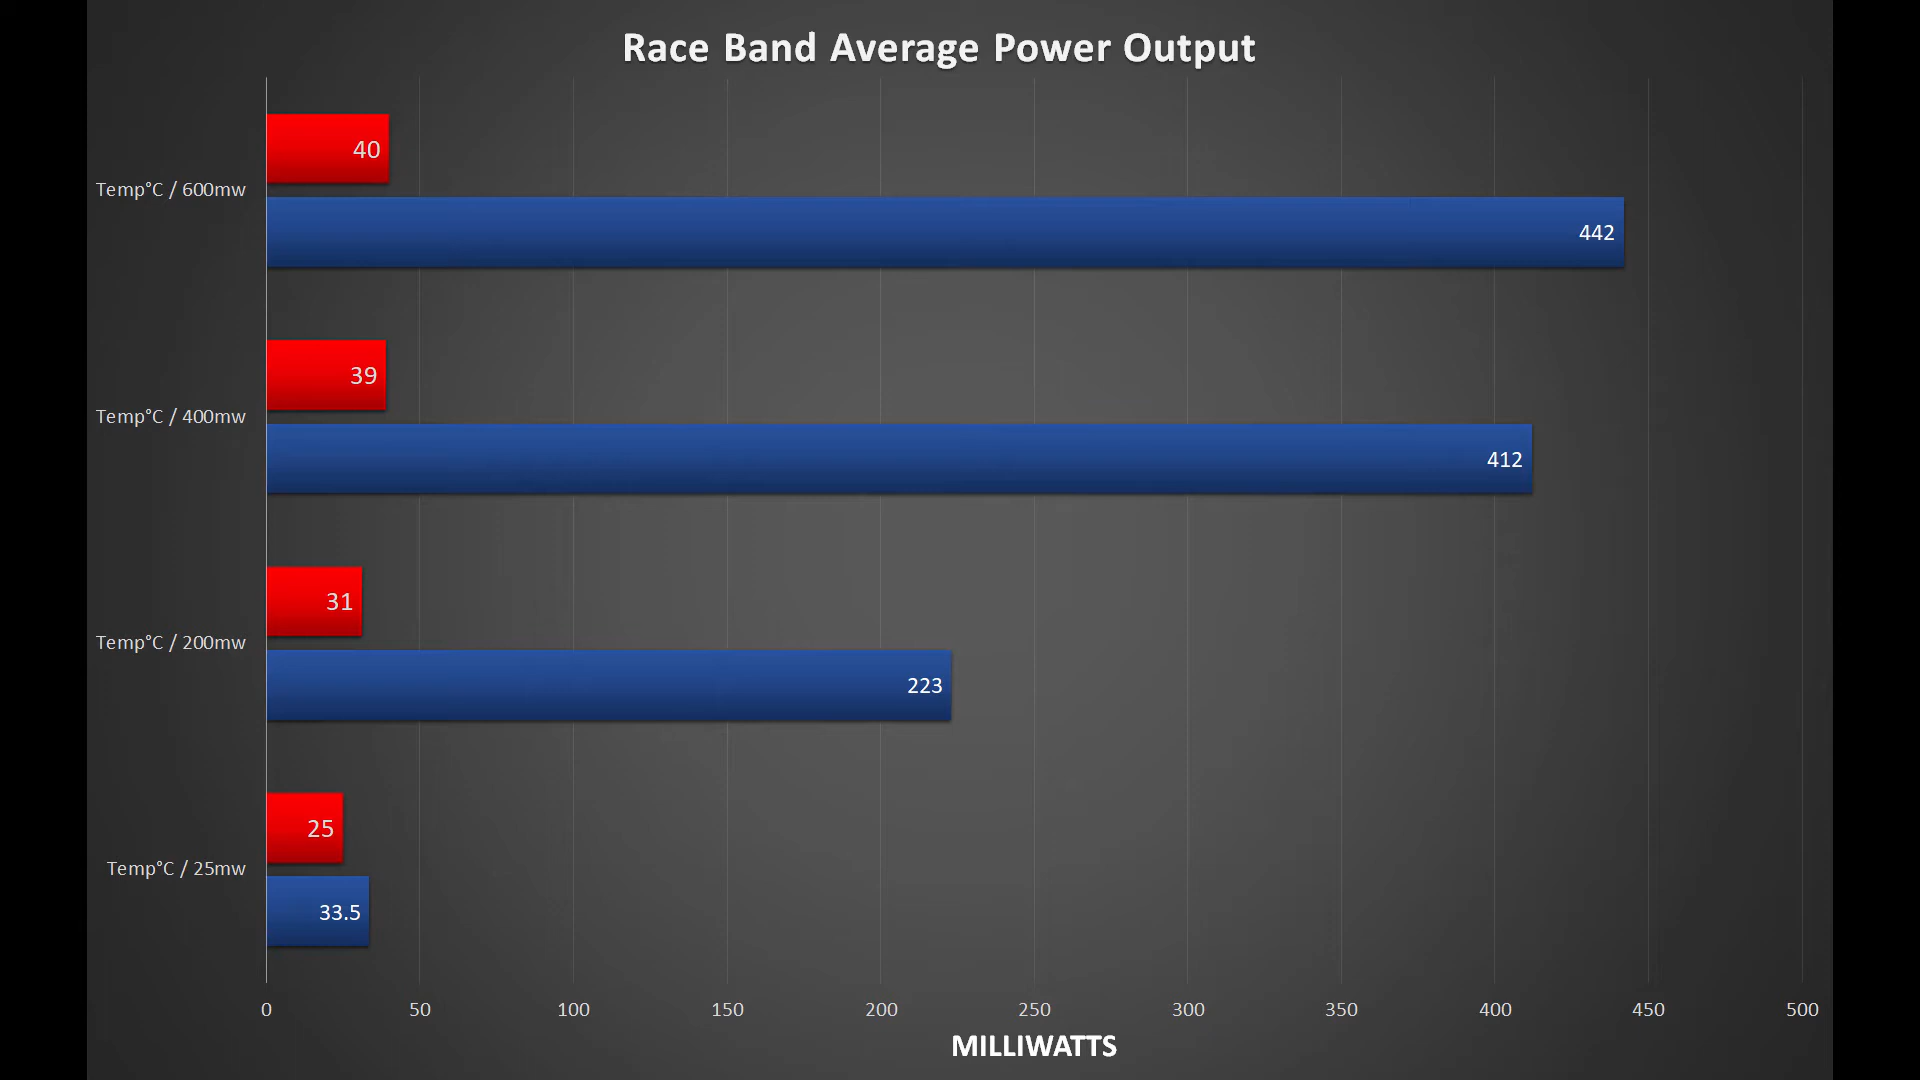 Race Band Average Power Output
40
Temp°C / 600mw
442
39
Temp°C / 400mw
412
31
Temp°C / 200mw
223
25
Temp°C / 25mw
33.5
0 50 100 150 200 250 300 350 400 450 500
MILLIWATTS